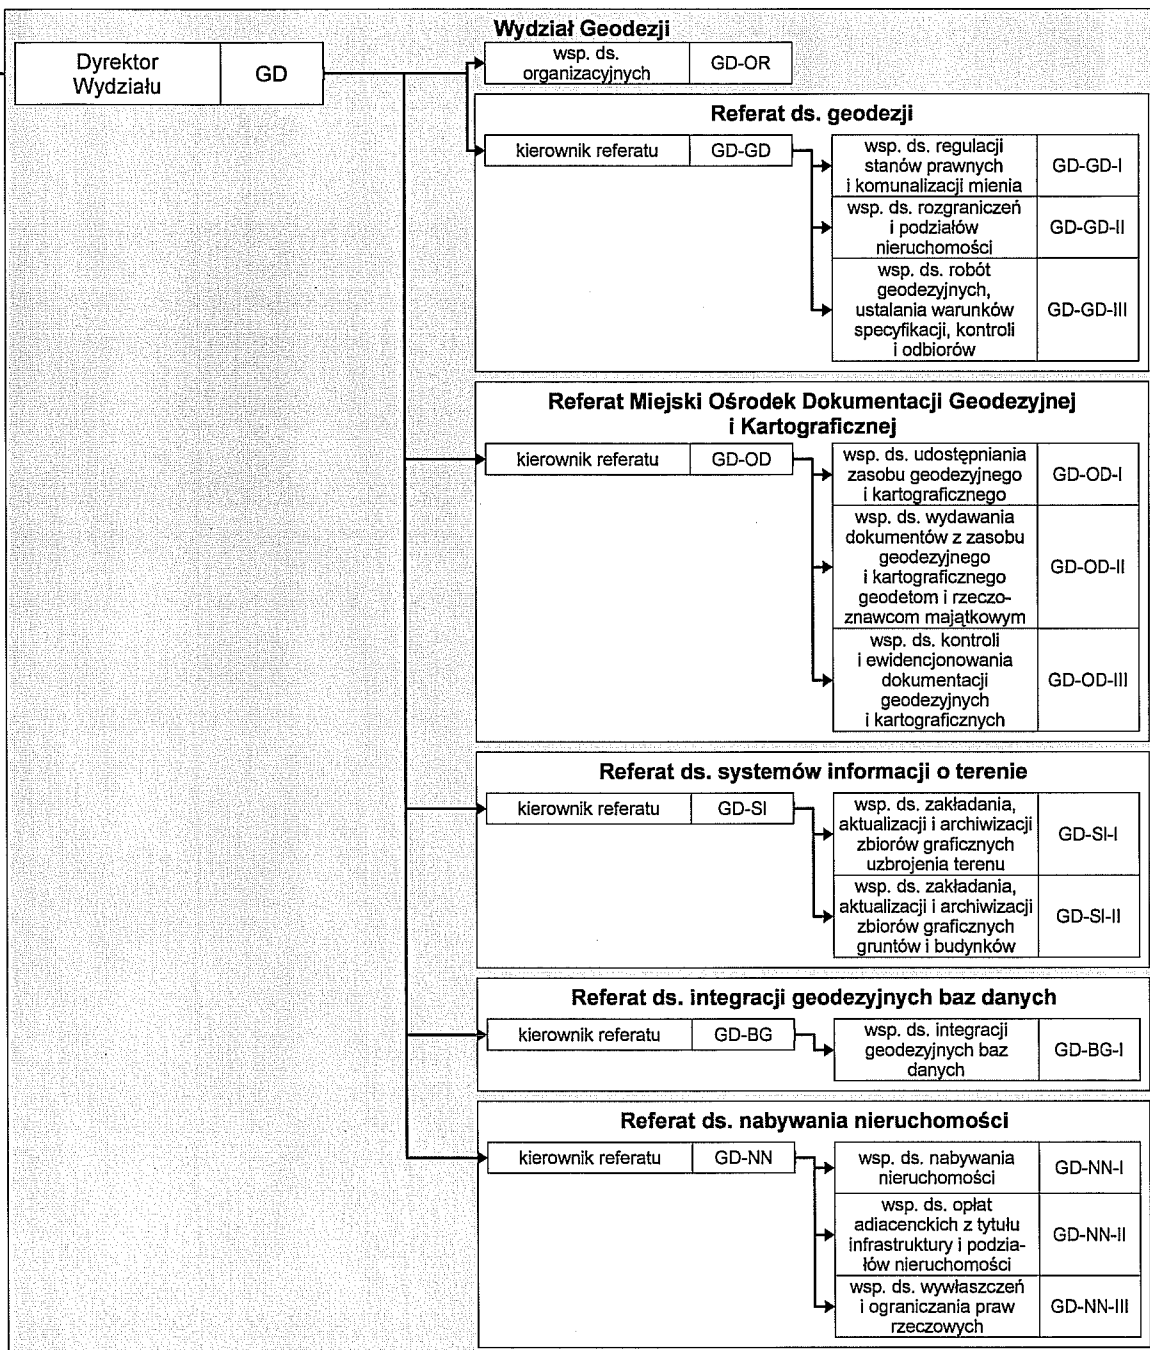 Wydział Geodezji
Dyrektor
Wydziału
GD
wsp. ds.
organizacyjnych
GD-OR
Referat ds. geodezji
kierownik referatu
GD-GD
wsp. ds. regulacji
stanów prawnych
i komunalizacji mienia
GD-GD-I
wsp. ds. rozgraniczeń
i podziałów
nieruchomości
GD-GD-II
wsp. ds. robót
geodezyjnych,
ustalania warunków
specyfikacji, kontroli
i odbiorów
GD-GD-III
Referat Miejski Ośrodek Dokumentacji Geodezyjnej
i Kartograficznej
kierownik referatu
GD-OD
wsp. ds. udostępniania
zasobu geodezyjnego
i kartograficznego
GD-OD-I
wsp. ds. wydawania
dokumentów z zasobu
geodezyjnego
i kartograficznego
geodetom i rzeczo-
znawcom majątkowym
GD-OD-II
wsp. ds. kontroli
i ewidencjonowania
dokumentacji
geodezyjnych
i kartograficznych
GD-OD-III
Referat ds. systemów informacji o terenie
kierownik referatu
GD-SI
wsp. ds. zakładania,
aktualizacji i archiwizacji
zbiorów graficznych
uzbrojenia terenu
GD-SI-I
wsp. ds. zakładania,
aktualizacji i archiwizacji
zbiorów graficznych
gruntów i budynków
GD-SI-II
Referat ds. integracji geodezyjnych baz danych
kierownik referatu
GD-BG
wsp. ds. integracji
geodezyjnych baz
danych
GD-BG-I
Referat ds. nabywania nieruchomości
kierownik referatu
GD-NN
wsp. ds. nabywania
nieruchomości
GD-NN-I
wsp. ds. opłat
adiacenckich z tytułu
infrastruktury i podzia-
łów nieruchomości
GD-NN-II
wsp. ds. wywłaszczeń
i ograniczania praw
rzeczowych
GD-NN-III